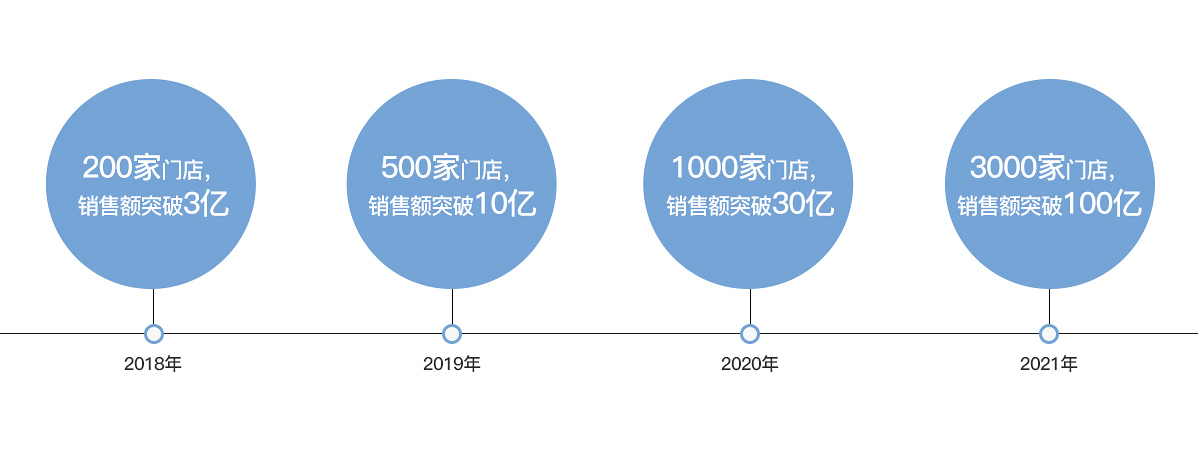 200家门店，
销售额突破3亿
500家门店，
销售额突破10亿
1000家门店，
销售额突破30亿
3000家门店，
销售额突破100亿
2018年
2019年
2020年
2021年